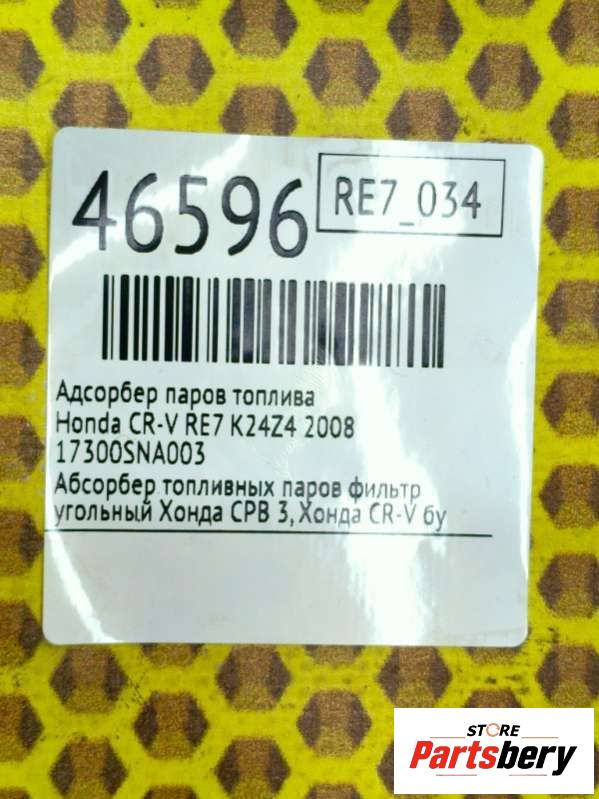 46596
RE7_034
Адсорбер паров топлива
Honda CR-V RE7 K24Z4 2008
17300SNA003
Абсорбер топливных паров фильтр
угольный Хонда СРВ 3, Хонда CR-V бу
STORE
Partsbery